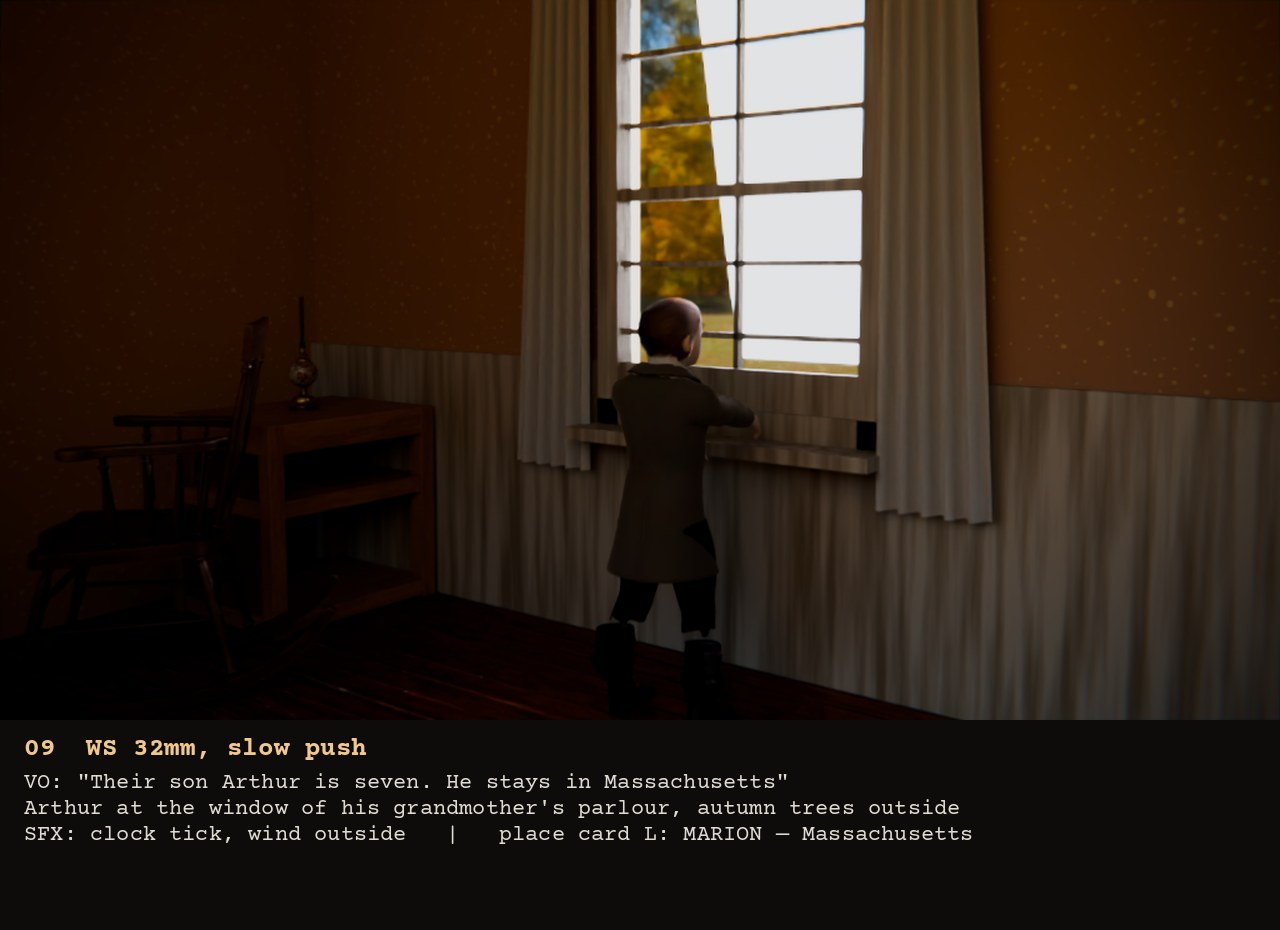 09  WS 32mm, slow push
VO: "Their son Arthur is seven. He stays in Massachusetts"
Arthur at the window of his grandmother's parlour, autumn trees outside
SFX: clock tick, wind outside   |   place card L: MARION — Massachusetts